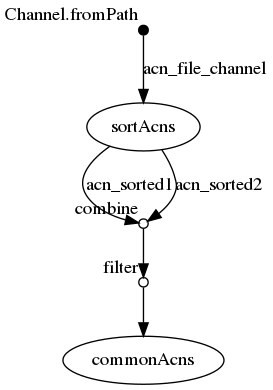 Channel.fromPath
acn_file_channel
sortAcns
acn_sorted1 acn_sorted2
combine
filter
commonAcns